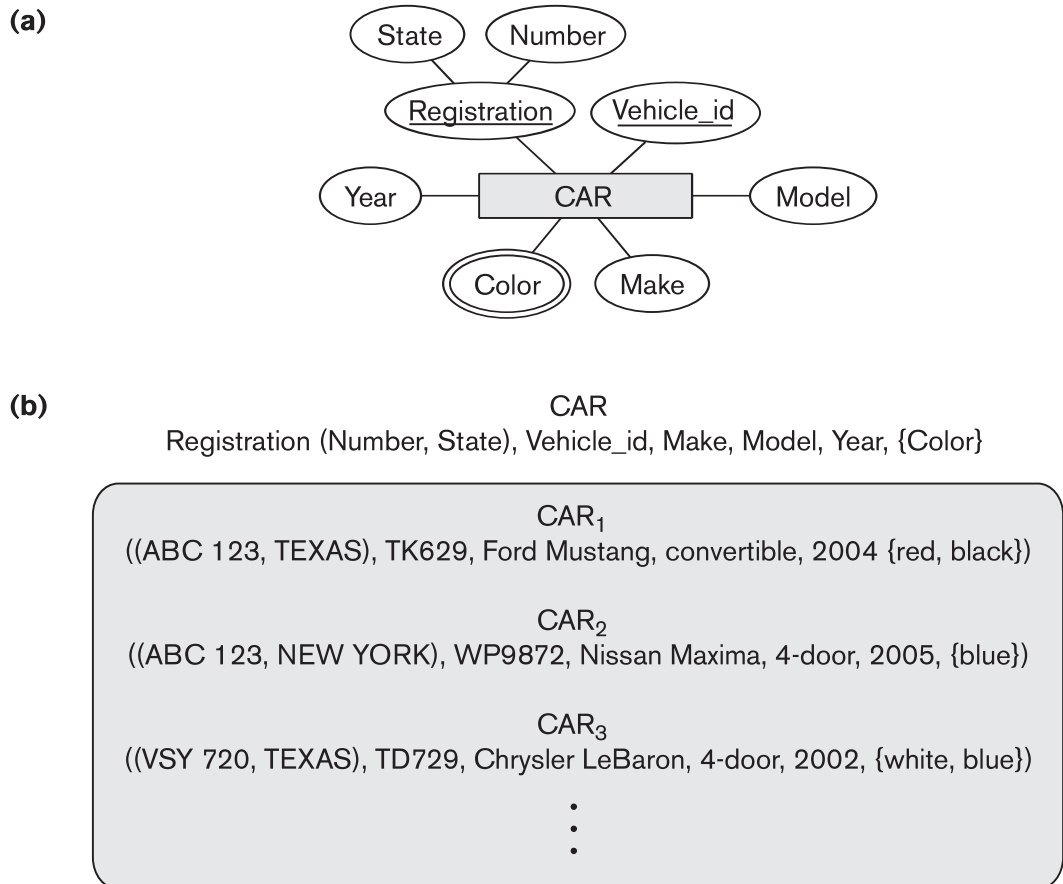 (a)
State
Number
Registration
Vehicle_id
Year
CAR
Model
Color
Make
(b)
CAR
Registration (Number, State), Vehicle_id, Make, Model, Year, {Color}
CAR₁
((ABC 123, TEXAS), TK629, Ford Mustang, convertible, 2004 {red, black})
CAR₂
((ABC 123, NEW YORK), WP9872, Nissan Maxima, 4-door, 2005, {blue})
CAR₃
((VSY 720, TEXAS), TD729, Chrysler LeBaron, 4-door, 2002, {white, blue})